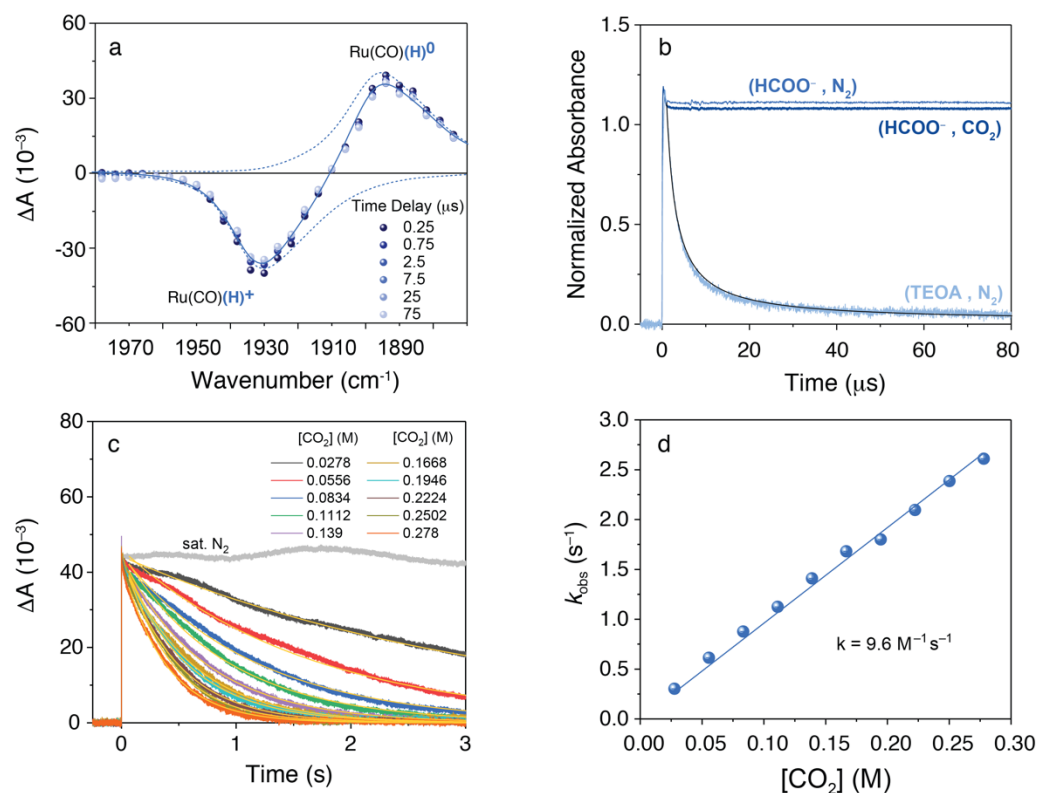 a
Ru(CO)(H)⁰
Ru(CO)(H)⁺
Time Delay (μs)
0.25
0.75
2.5
7.5
25
75
60
30
0
-30
-60
ΔA (10⁻³)
1970
1950
1930
1910
1890
Wavenumber (cm⁻¹)
b
(HCOO⁻ , N₂)
(HCOO⁻ , CO₂)
(TEOA , N₂)
1.5
1.0
0.5
0.0
Normalized Absorbance
0
20
40
60
80
Time (μs)
c
[CO₂] (M)
0.0278
0.0556
0.0834
0.1112
0.139
[CO₂] (M)
0.1668
0.1946
0.2224
0.2502
0.278
sat. N₂
80
60
40
20
0
ΔA (10⁻³)
0
1
2
3
Time (s)
d
k = 9.6 M⁻¹s⁻¹
3.0
2.5
2.0
1.5
1.0
0.5
0.0
kobs (s⁻¹)
0.00
0.05
0.10
0.15
0.20
0.25
0.30
[CO₂] (M)